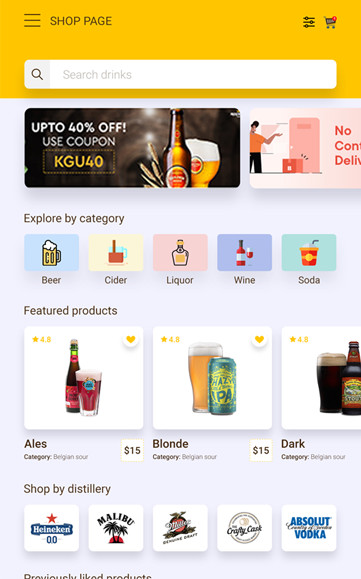 SHOP PAGE
Search drinks
UPTO 40% OFF!
USE COUPON
KGU40
No
Cont
Deliv
Explore by category
Beer
Cider
Liquor
Wine
Soda
Featured products
4.8
4.8
4.8
Ales
Category: Belgian sour
$15
HAZY
IPA
Blonde
Category: Belgian sour
$15
Dark
Category: Belgian sour
Shop by distillery
Heineken
0.0
MALIBU
Miller
GENUINE DRAFT
Crafty Cask
ABSOLUT
Country of Sweden
VODKA
Previously liked products